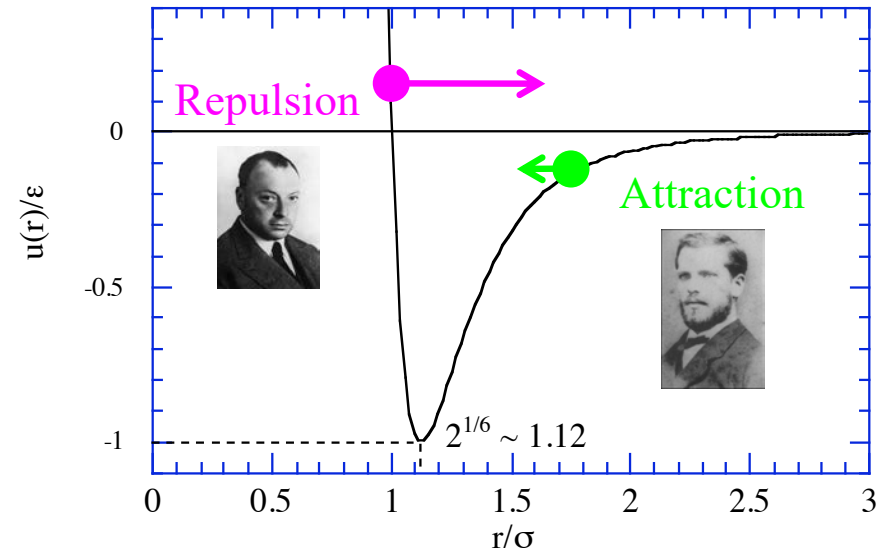 Repulsion
0
Attraction
u(r)/ε
-0.5
-1
2^{1/6} ~ 1.12
0 0.5 1 1.5 2 2.5 3
r/σ